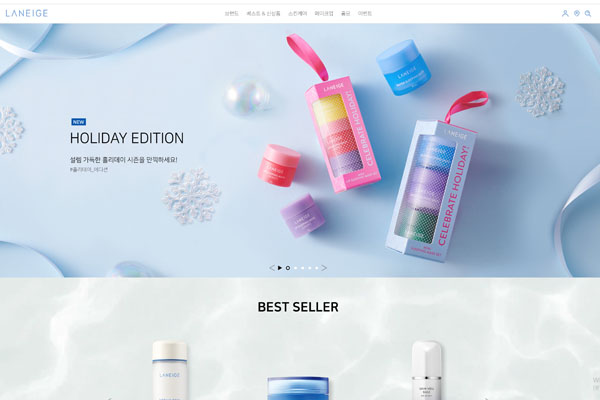 LANEIGE
브랜드 베스트 & 신상품 스킨케어 메이크업 옴므 이벤트
NEW
HOLIDAY EDITION
설렘 가득한 홀리데이 시즌을 만끽하세요!
#홀리데이_에디션
LANEIGE
CELEBRATE HOLIDAY!
LANEIGE
CELEBRATE HOLIDAY!
BEST SELLER
LANEIGE